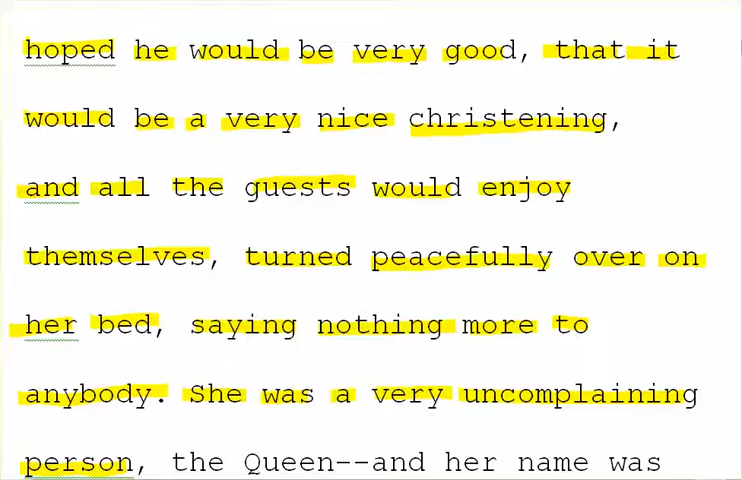 hoped he would be very good, that it
would be a very nice christening,
and all the guests would enjoy
themselves, turned peacefully over on
her bed, saying nothing more to
anybody. She was a very uncomplaining
person, the Queen--and her name was